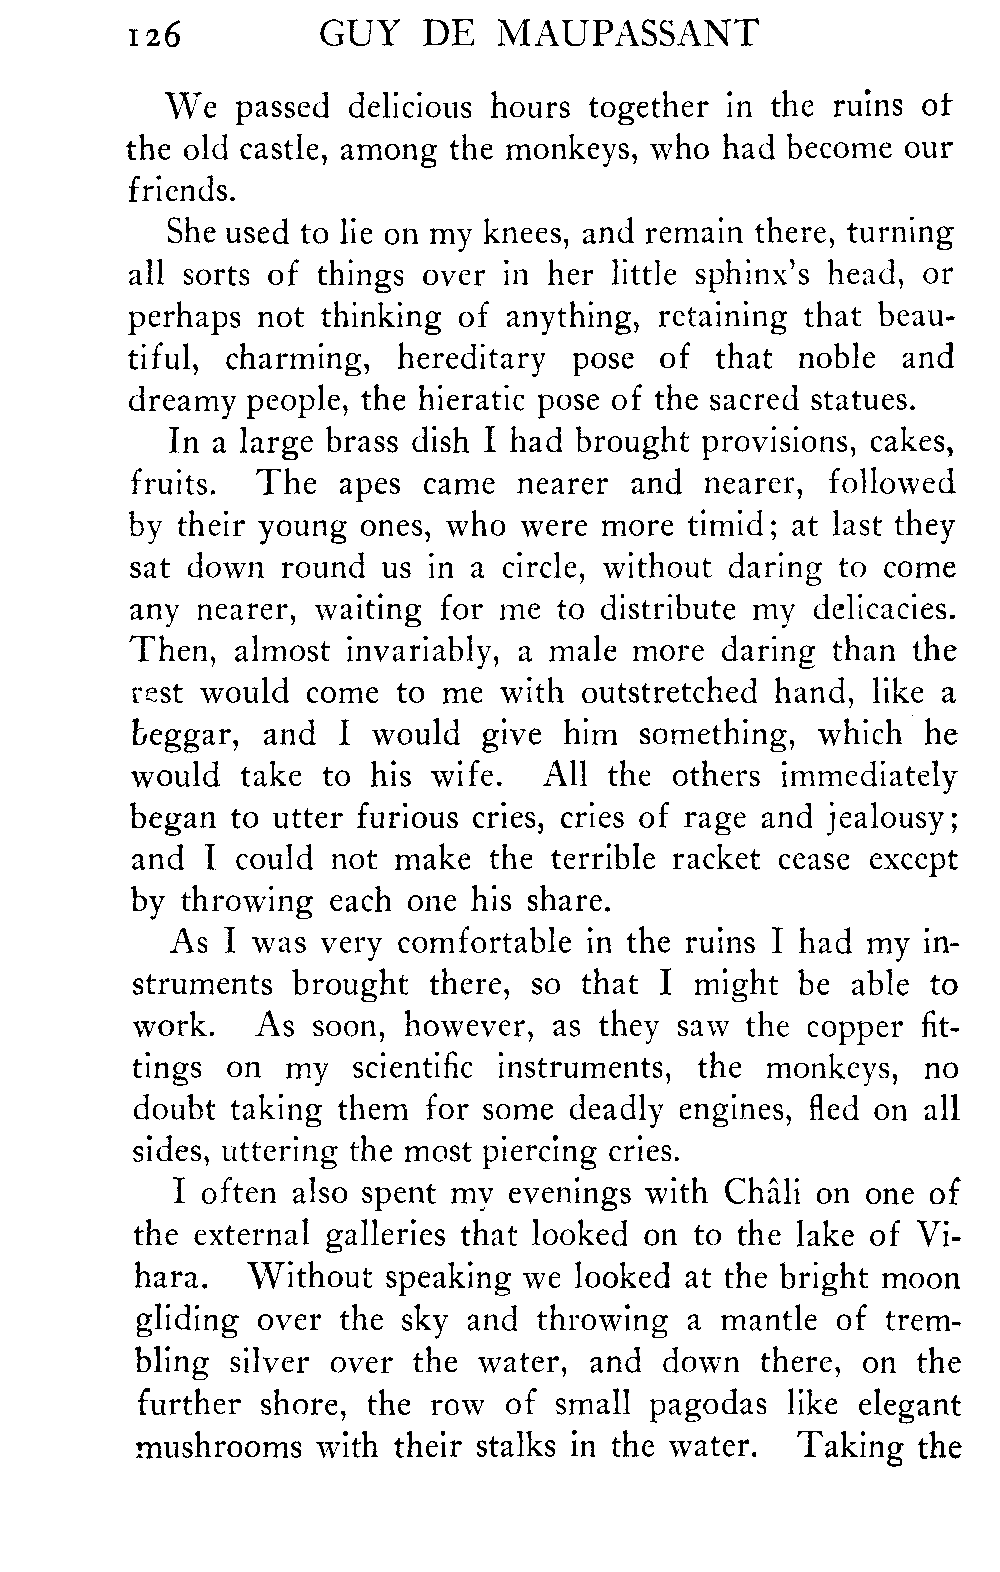 126 GUY DE MAUPASSANT
We passed delicious hours together in the ruins of
the old castle, among the monkeys, who had become our
friends.
She used to lie on my knees, and remain there, turning
all sorts of things over in her little sphinx's head, or
perhaps not thinking of anything, retaining that beau-
tiful, charming, hereditary pose of that noble and
dreamy people, the hieratic pose of the sacred statues.
In a large brass dish I had brought provisions, cakes,
fruits. The apes came nearer and nearer, followed
by their young ones, who were more timid; at last they
sat down round us in a circle, without daring to come
any nearer, waiting for me to distribute my delicacies.
Then, almost invariably, a male more daring than the
rest would come to me with outstretched hand, like a
beggar, and I would give him something, which he
would take to his wife. All the others immediately
began to utter furious cries, cries of rage and jealousy;
and I could not make the terrible racket cease except
by throwing each one his share.
As I was very comfortable in the ruins I had my in-
struments brought there, so that I might be able to
work. As soon, however, as they saw the copper fit-
tings on my scientific instruments, the monkeys, no
doubt taking them for some deadly engines, fled on all
sides, uttering the most piercing cries.
I often also spent my evenings with Châli on one of
the external galleries that looked on to the lake of Vi-
hara. Without speaking we looked at the bright moon
gliding over the sky and throwing a mantle of trem-
bling silver over the water, and down there, on the
further shore, the row of small pagodas like elegant
mushrooms with their stalks in the water. Taking the